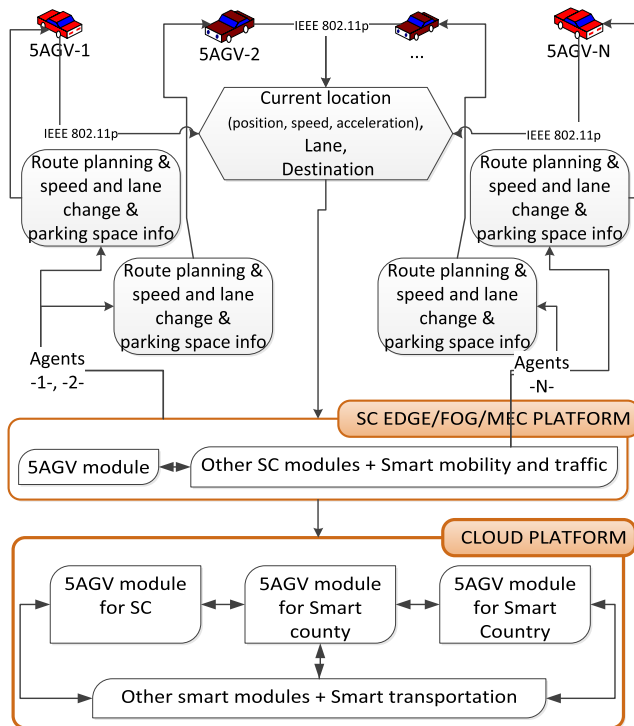 IEEE 802.11p
5AGV-1
5AGV-2
...
5AGV-N
Current location
(position, speed, acceleration),
Lane,
Destination
IEEE 802.11p
IEEE 802.11p
Route planning &
speed and lane
change &
parking space info
Route planning &
speed and lane
change &
parking space info
Route planning &
speed and lane
change &
parking space info
Route planning &
speed and lane
change &
parking space info
Agents
-1-, -2-
Agents
-N-
SC EDGE/FOG/MEC PLATFORM
5AGV module
Other SC modules + Smart mobility and traffic
CLOUD PLATFORM
5AGV module
for SC
5AGV module
for Smart
county
5AGV module
for Smart
Country
Other smart modules + Smart transportation